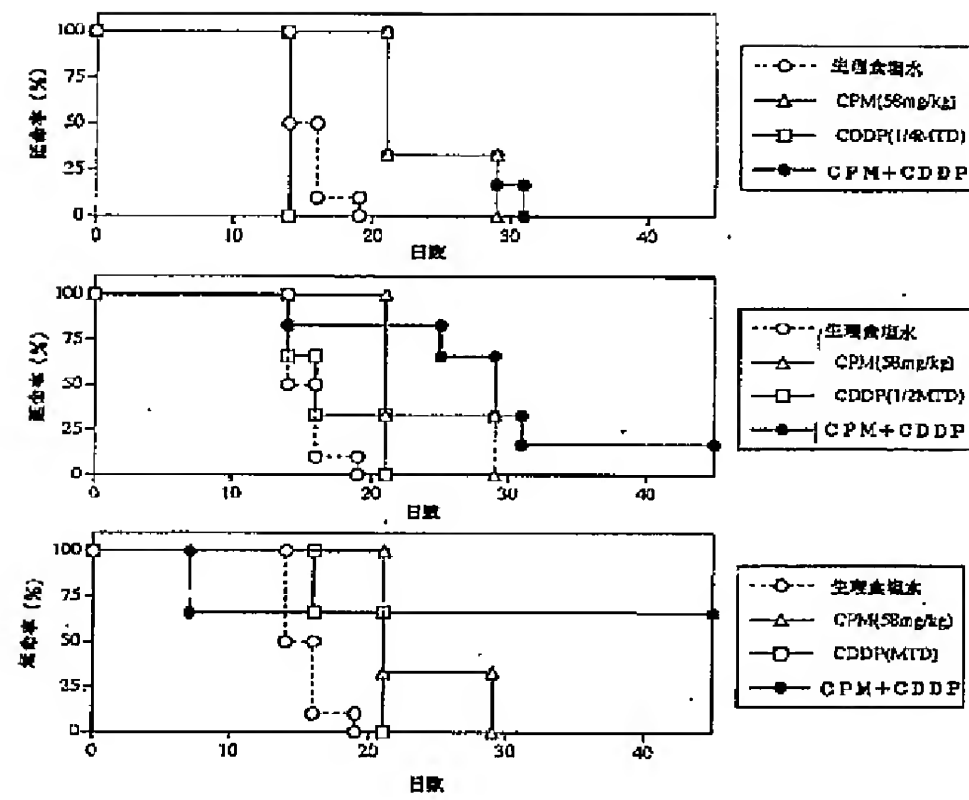 100
75
50
25
0
延命率 (%)
0 10 20 30 40
日数
生理食塩水
CPM(58mg/kg)
CDDP(1/4MTD)
CPM+CDDP
100
75
50
25
0
延命率 (%)
0 10 20 30 40
日数
生理食塩水
CPM(58mg/kg)
CDDP(1/2MTD)
CPM+CDDP
100
75
50
25
0
延命率 (%)
0 10 20 30 40
日数
生理食塩水
CPM(58mg/kg)
CDDP(MTD)
CPM+CDDP